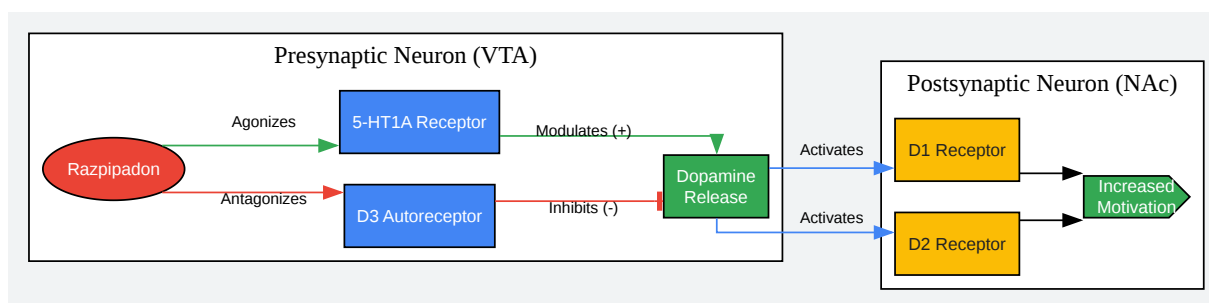 Presynaptic Neuron (VTA)
Postsynaptic Neuron (NAc)
Razpipadon
Agonizes
5-HT1A Receptor
Modulates (+)
Antagonizes
D3 Autoreceptor
Inhibits (-)
Dopamine
Release
Activates
Activates
D1 Receptor
D2 Receptor
Increased
Motivation